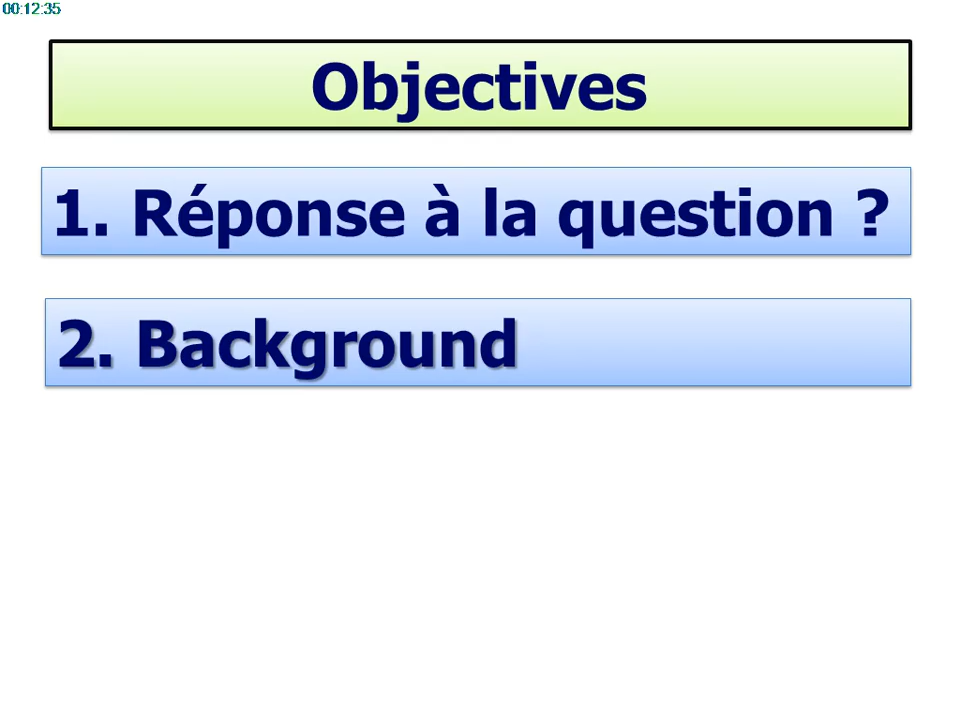 00:12:35
Objectives
1. Réponse à la question ?
2. Background